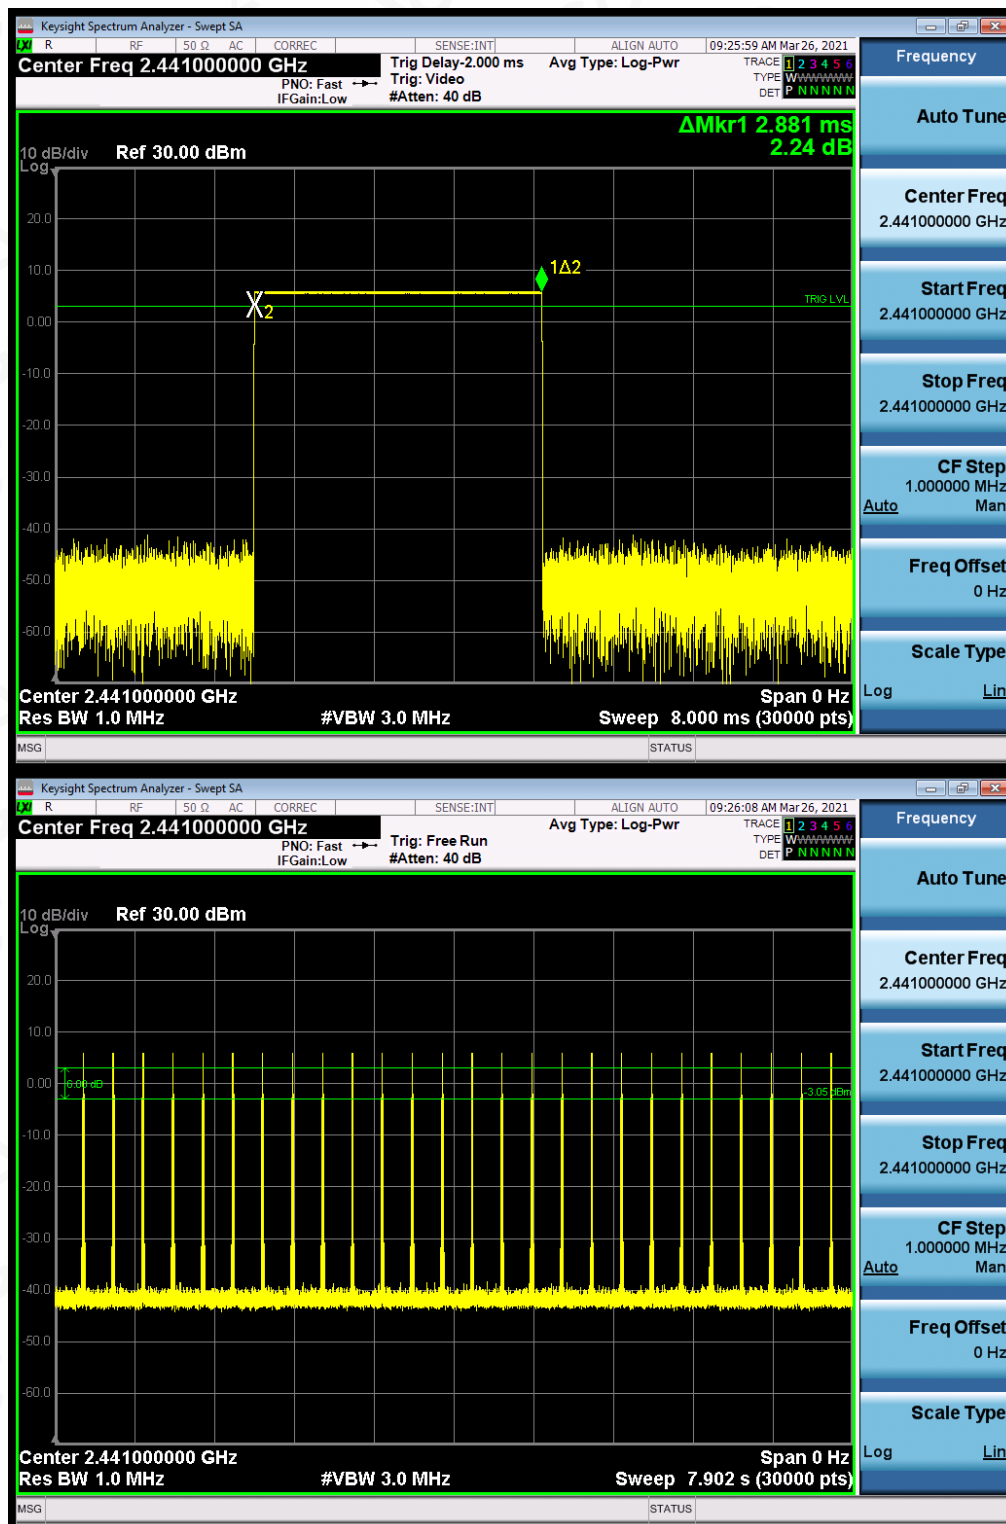 Keysight Spectrum Analyzer - Swept SA
LXI R RF 50 Ω AC CORREC SENSE:INT ALIGN AUTO 09:25:59 AM Mar 26, 2021
Center Freq 2.441000000 GHz
PNO: Fast
IFGain:Low
Trig Delay-2.000 ms
Trig: Video
#Atten: 40 dB
Avg Type: Log-Pwr
TRACE 1 2 3 4 5 6
TYPE WWWWWW
DET P N N N N N
ΔMkr1 2.881 ms
2.24 dB
10 dB/div Ref 30.00 dBm
Log
20.0
10.0
0.00
-10.0
-20.0
-30.0
-40.0
-50.0
-60.0
1Δ2
X2
TRIG LVL
Center 2.441000000 GHz Span 0 Hz
Res BW 1.0 MHz #VBW 3.0 MHz Sweep 8.000 ms (30000 pts)
MSG STATUS
Frequency
Auto Tune
Center Freq
2.441000000 GHz
Start Freq
2.441000000 GHz
Stop Freq
2.441000000 GHz
CF Step
1.000000 MHz
Auto Man
Freq Offset
0 Hz
Scale Type
Log Lin
Keysight Spectrum Analyzer - Swept SA
LXI R RF 50 Ω AC CORREC SENSE:INT ALIGN AUTO 09:26:08 AM Mar 26, 2021
Center Freq 2.441000000 GHz
PNO: Fast
IFGain:Low
Trig: Free Run
#Atten: 40 dB
Avg Type: Log-Pwr
TRACE 1 2 3 4 5 6
TYPE WWWWWW
DET P N N N N N
10 dB/div Ref 30.00 dBm
Log
20.0
10.0
0.00
-10.0
-20.0
-30.0
-40.0
-50.0
-60.0
6.00 dB
-3.05 dBm
Center 2.441000000 GHz Span 0 Hz
Res BW 1.0 MHz #VBW 3.0 MHz Sweep 7.902 s (30000 pts)
MSG STATUS
Frequency
Auto Tune
Center Freq
2.441000000 GHz
Start Freq
2.441000000 GHz
Stop Freq
2.441000000 GHz
CF Step
1.000000 MHz
Auto Man
Freq Offset
0 Hz
Scale Type
Log Lin